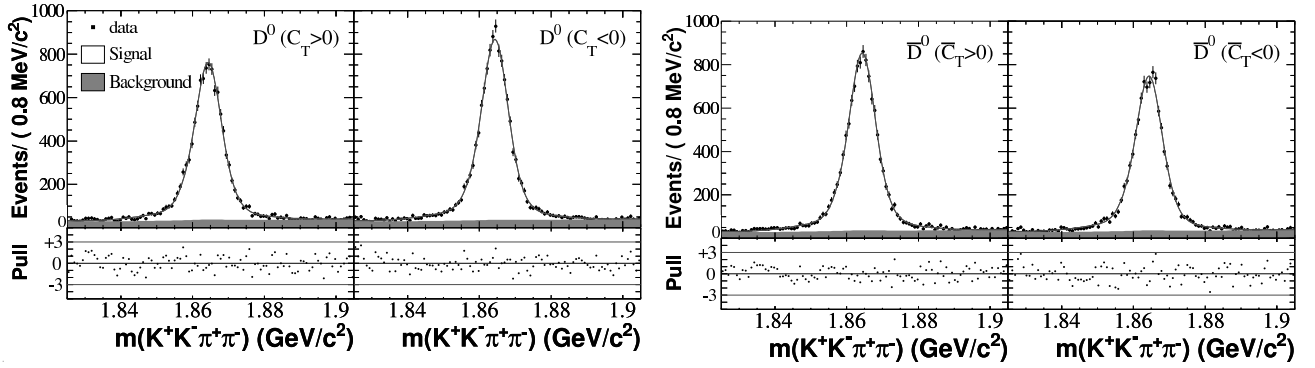 Events/ ( 0.8 MeV/c²)
1000
800
600
400
200
0
data
Signal
Background
D⁰ (C_T>0)
D⁰ (C_T<0)
Pull
+3
0
-3
1.84 1.86 1.88 1.9
1.84 1.86 1.88 1.9
m(K⁺K⁻π⁺π⁻) (GeV/c²)
m(K⁺K⁻π⁺π⁻) (GeV/c²)
Events/ ( 0.8 MeV/c²)
1000
800
600
400
200
0
D̅⁰ (C̅_T>0)
D̅⁰ (C̅_T<0)
Pull
+3
0
-3
1.84 1.86 1.88 1.9
1.84 1.86 1.88 1.9
m(K⁺K⁻π⁺π⁻) (GeV/c²)
m(K⁺K⁻π⁺π⁻) (GeV/c²)